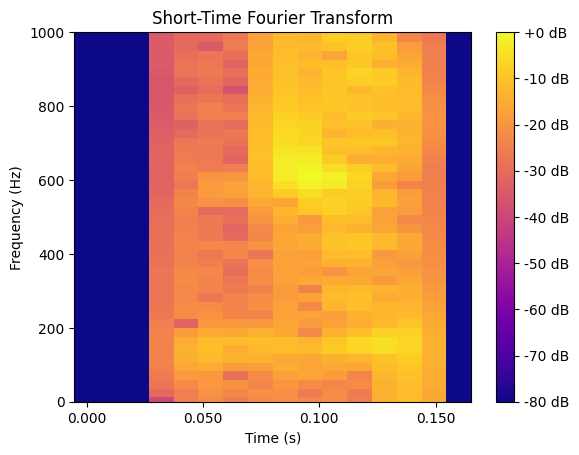 Short-Time Fourier Transform
1000
800
600
400
200
0
Frequency (Hz)
0.000
0.050
0.100
0.150
Time (s)
+0 dB
-10 dB
-20 dB
-30 dB
-40 dB
-50 dB
-60 dB
-70 dB
-80 dB